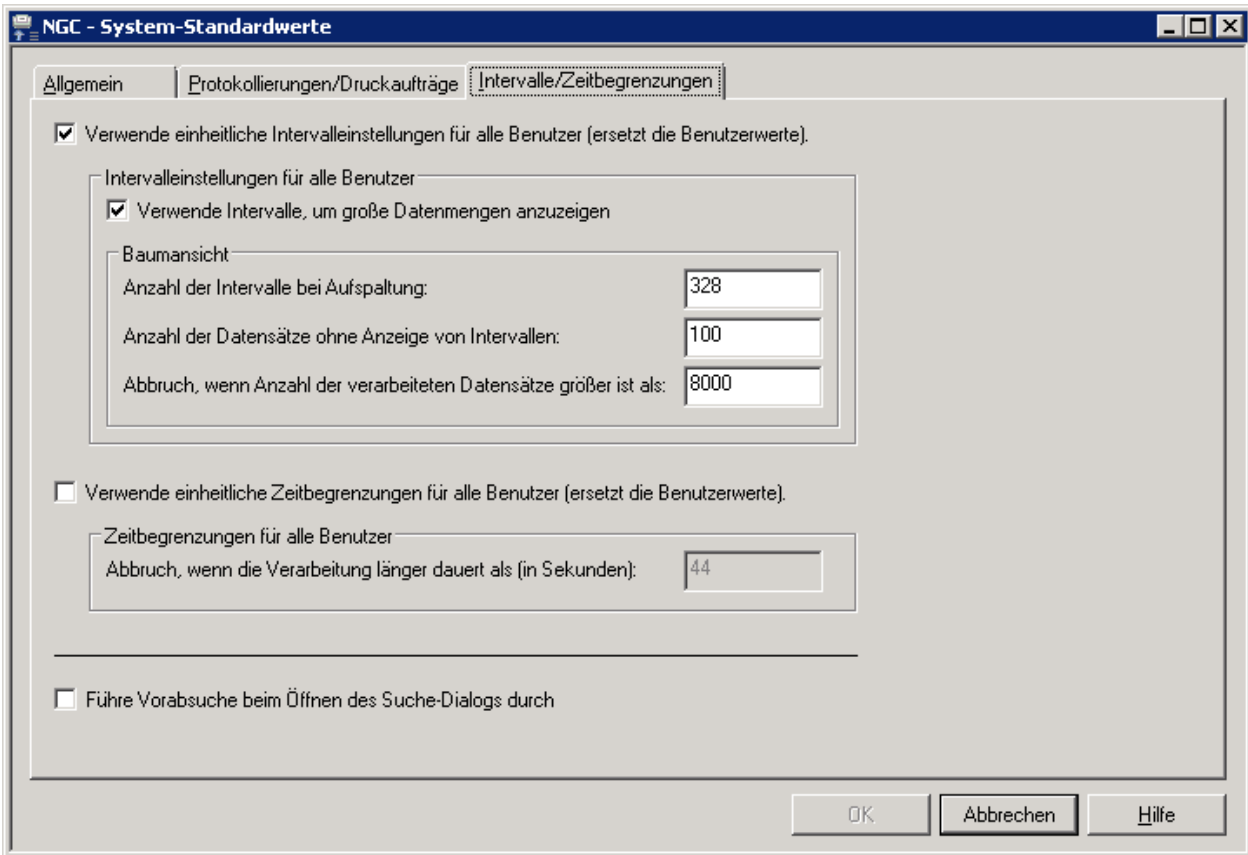 NGC - System-Standardwerte
Allgemein
Protokollierungen/Druckaufträge
Intervalle/Zeitbegrenzungen
Verwende einheitliche Intervalleinstellungen für alle Benutzer (ersetzt die Benutzerwerte).
Intervalleinstellungen für alle Benutzer
Verwende Intervalle, um große Datenmengen anzuzeigen
Baumansicht
Anzahl der Intervalle bei Aufspaltung: 328
Anzahl der Datensätze ohne Anzeige von Intervallen: 100
Abbruch, wenn Anzahl der verarbeiteten Datensätze größer ist als: 8000
Verwende einheitliche Zeitbegrenzungen für alle Benutzer (ersetzt die Benutzerwerte).
Zeitbegrenzungen für alle Benutzer
Abbruch, wenn die Verarbeitung länger dauert als (in Sekunden): 44
Führe Vorabsuche beim Öffnen des Suche-Dialogs durch
OK
Abbrechen
Hilfe